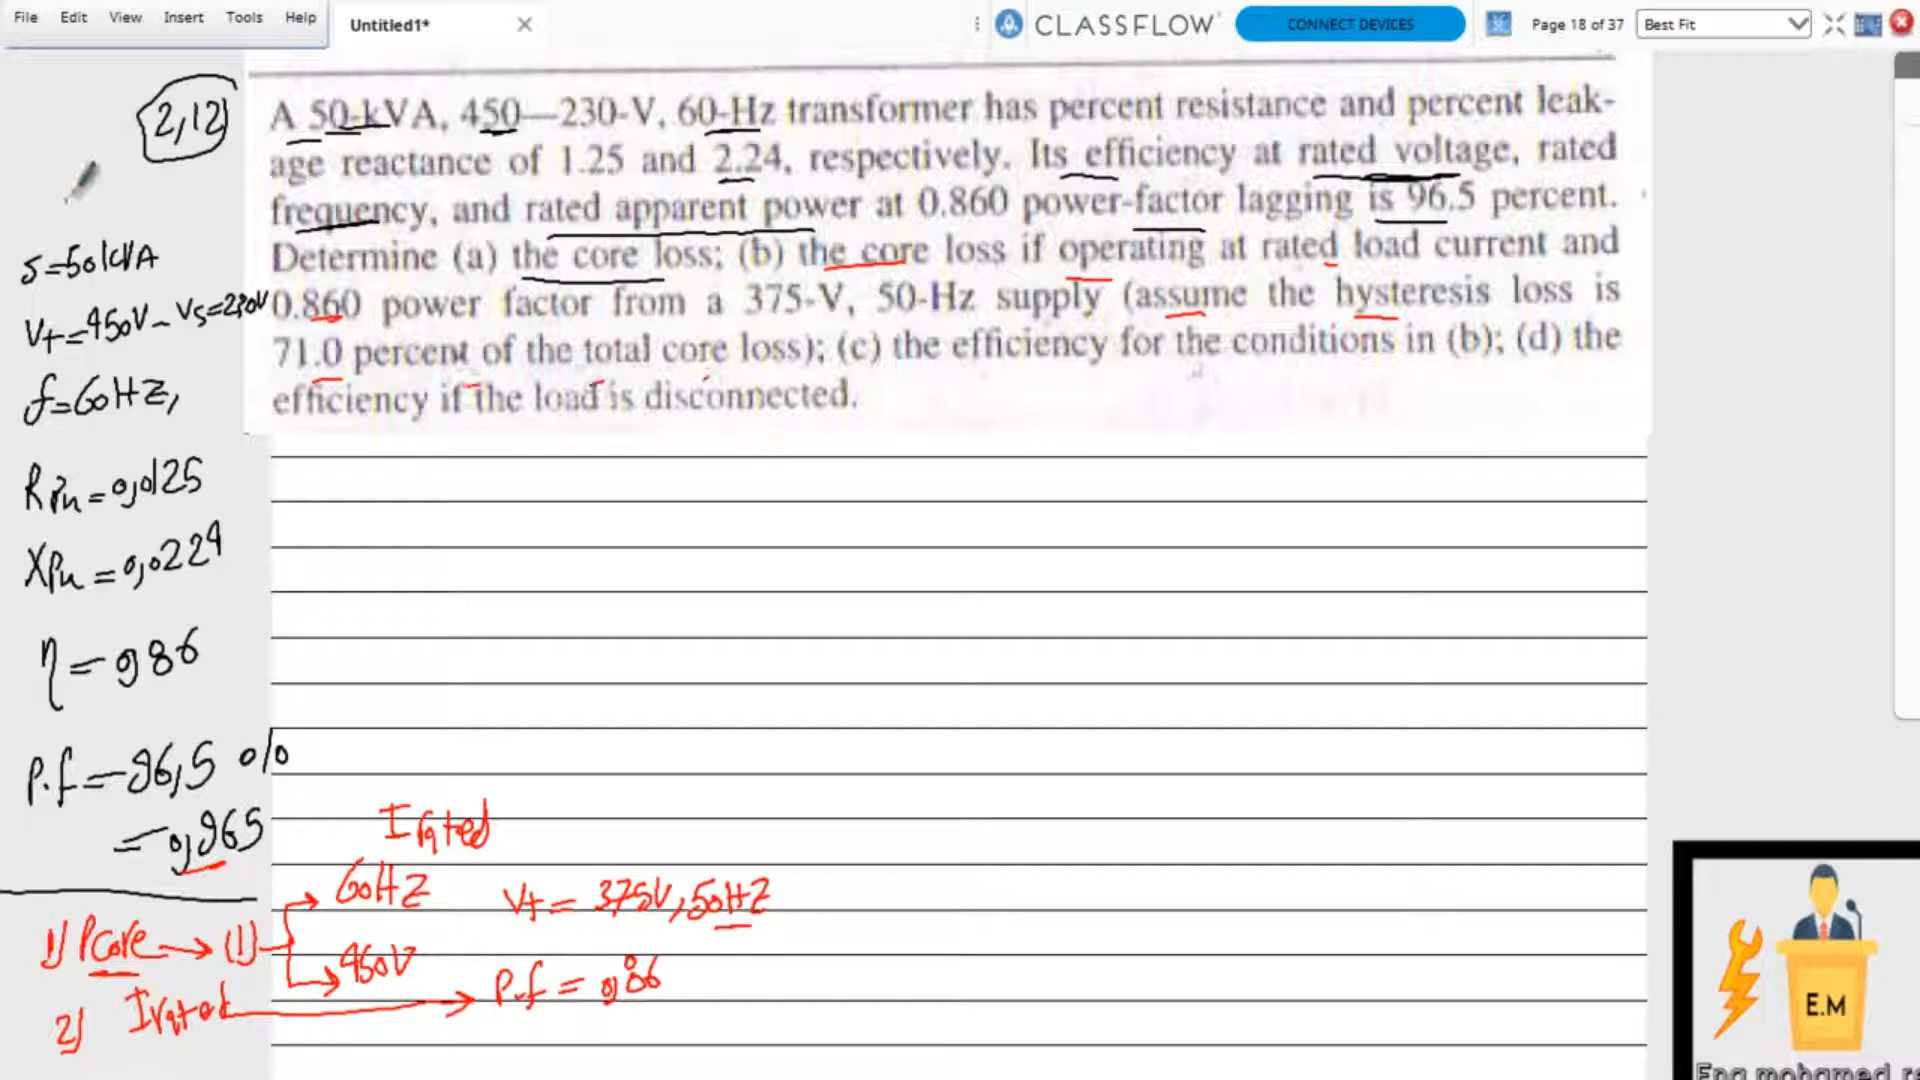 File Edit View Insert Tools Help
Untitled1*
CLASSFLOW
CONNECT DEVICES
Page 18 of 37
Best Fit
2,12
A 50-kVA, 450—230-V, 60-Hz transformer has percent resistance and percent leak-
age reactance of 1.25 and 2.24, respectively. Its efficiency at rated voltage, rated
frequency, and rated apparent power at 0.860 power-factor lagging is 96.5 percent.
Determine (a) the core loss; (b) the core loss if operating at rated load current and
0.860 power factor from a 375-V, 50-Hz supply (assume the hysteresis loss is
71.0 percent of the total core loss); (c) the efficiency for the conditions in (b); (d) the
efficiency if the load is disconnected.
S=50kVA
V+=450V - Vs=230V
f=60HZ,
Rpu=0,0125
Xpu=0,0224
η=0,86
P.f=96,5 %
=0,965
Irated
1) Pcore → (1) → 60HZ
V+ = 375V, 50HZ
→ 450V
2) Irated → P.f = 0,86
E.M
Eng mohamed re